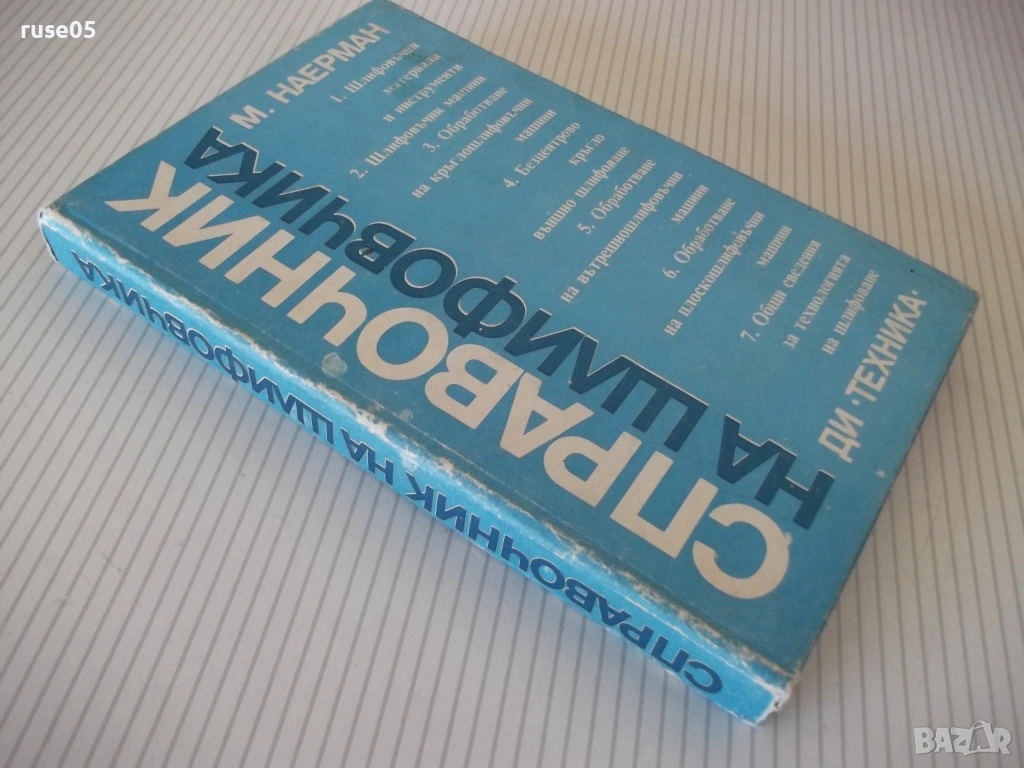 ruse05
М. НАЕРМАН
СПРАВОЧНИК
НА ШЛИФОВЧИКА
1. Шлифовъчни
материали
и инструменти
2. Шлифовъчни машини
3. Обработване
на кръглошлифовъчни
машини
4. Безцентрово
кръгло
външно шлифоване
5. Обработване
на вътрешношлифовъчни
машини
6. Обработване
на плоскошлифовъчни
машини
7. Общи сведения
за технологията
на шлифоване
ДИ „ТЕХНИКА“
СПРАВОЧНИК НА ШЛИФОВЧИКА
BAZAR